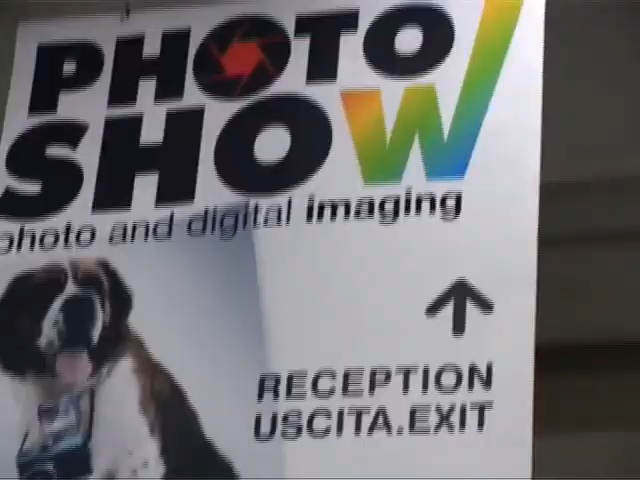 PHOTO
SHOW
photo and digital imaging
RECEPTION
USCITA.EXIT